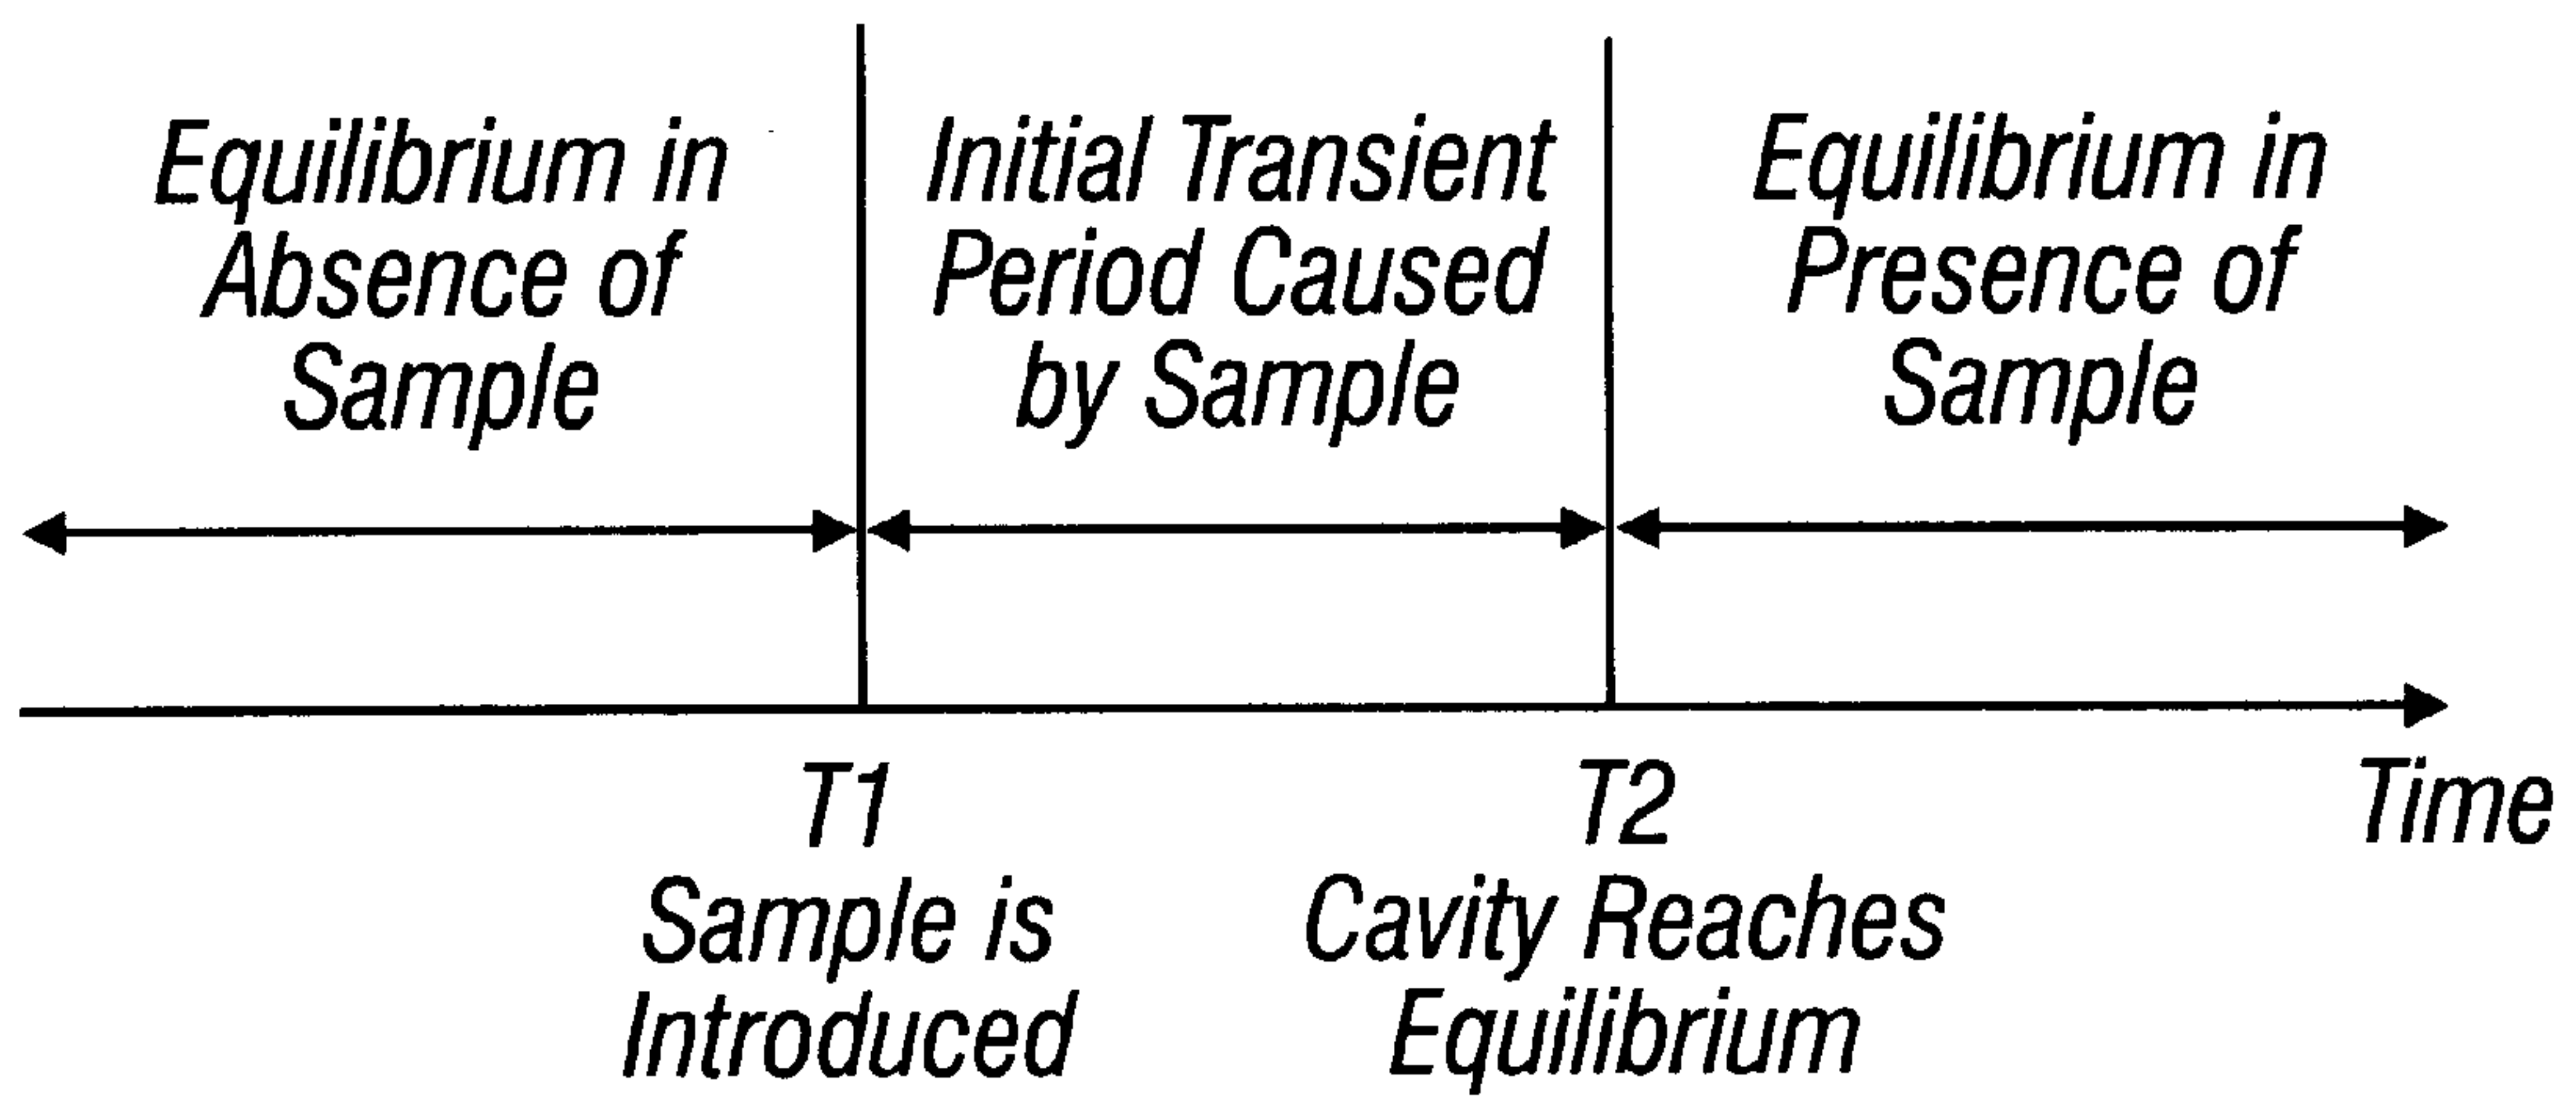 Equilibrium in
Absence of
Sample
Initial Transient
Period Caused
by Sample
Equilibrium in
Presence of
Sample
T1
Sample is
Introduced
T2
Cavity Reaches
Equilibrium
Time